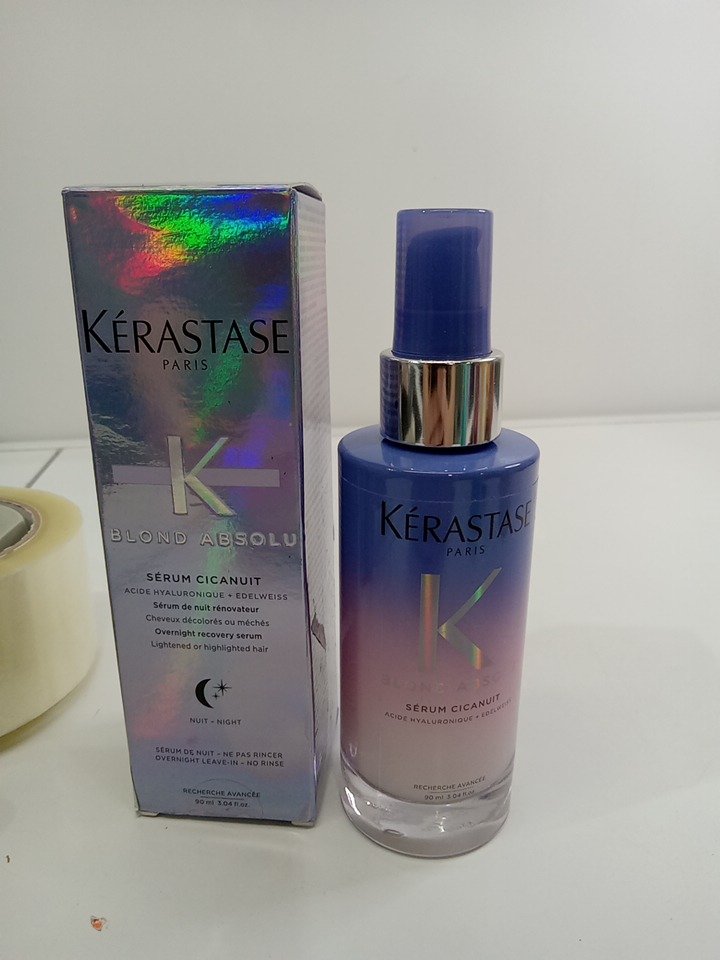 KÉRASTASE
PARIS
K
BLOND ABSOLU
SÉRUM CICANUIT
ACIDE HYALURONIQUE + EDELWEISS
Sérum de nuit rénovateur
Cheveux décolorés ou méchés
Overnight recovery serum
Lightened or highlighted hair
NUIT - NIGHT
SÉRUM DE NUIT - NE PAS RINCER
OVERNIGHT LEAVE-IN - NO RINSE
RECHERCHE AVANCÉE
90 ml 3.04 fl.oz.
KÉRASTASE
PARIS
K
BLOND ABS
SÉRUM CICANUIT
ACIDE HYALURONIQUE + EDELWEISS
RECHERCHE AVANCÉE
90 ml 3.04 fl.oz.